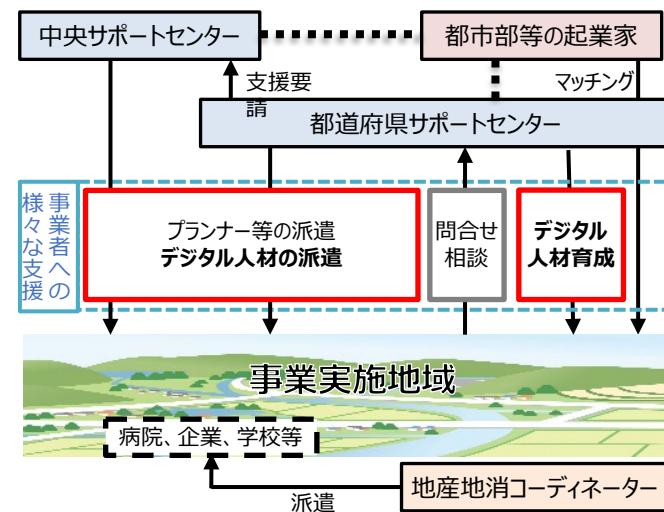 中央サポートセンター
都市部等の起業家
支援要
請
マッチング
都道府県サポートセンター
事業者への
様々な支援
プランナー等の派遣
デジタル人材の派遣
問合せ
相談
デジタル
人材育成
事業実施地域
病院、企業、学校等
派遣
地産地消コーディネーター